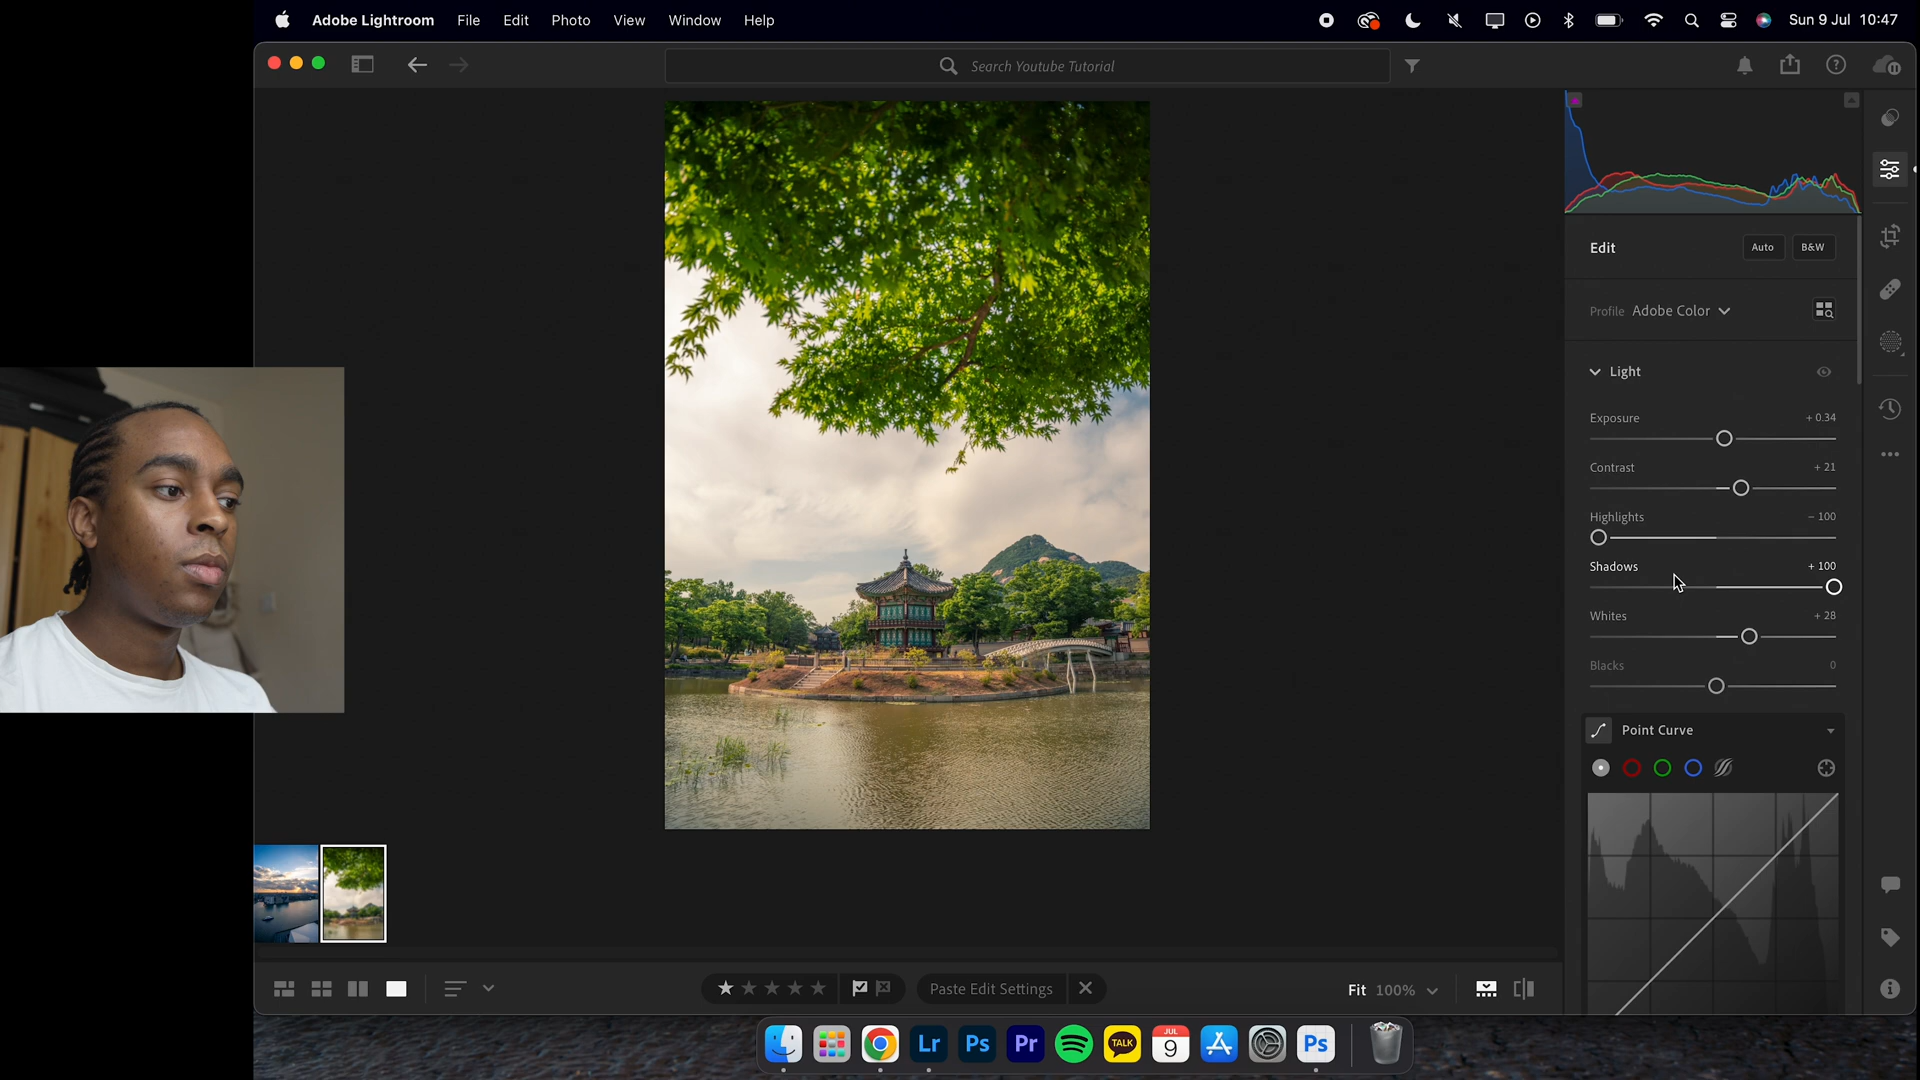 Adobe Lightroom File Edit Photo View Window Help Sun 9 Jul 10:47
Search Youtube Tutorial
Edit Auto B&W
Profile Adobe Color
Light
Exposure + 0.34
Contrast + 21
Highlights − 100
Shadows + 100
Whites + 28
Blacks 0
Point Curve
Paste Edit Settings
Fit 100%
Lr Ps Pr TALK JUL 9 Ps